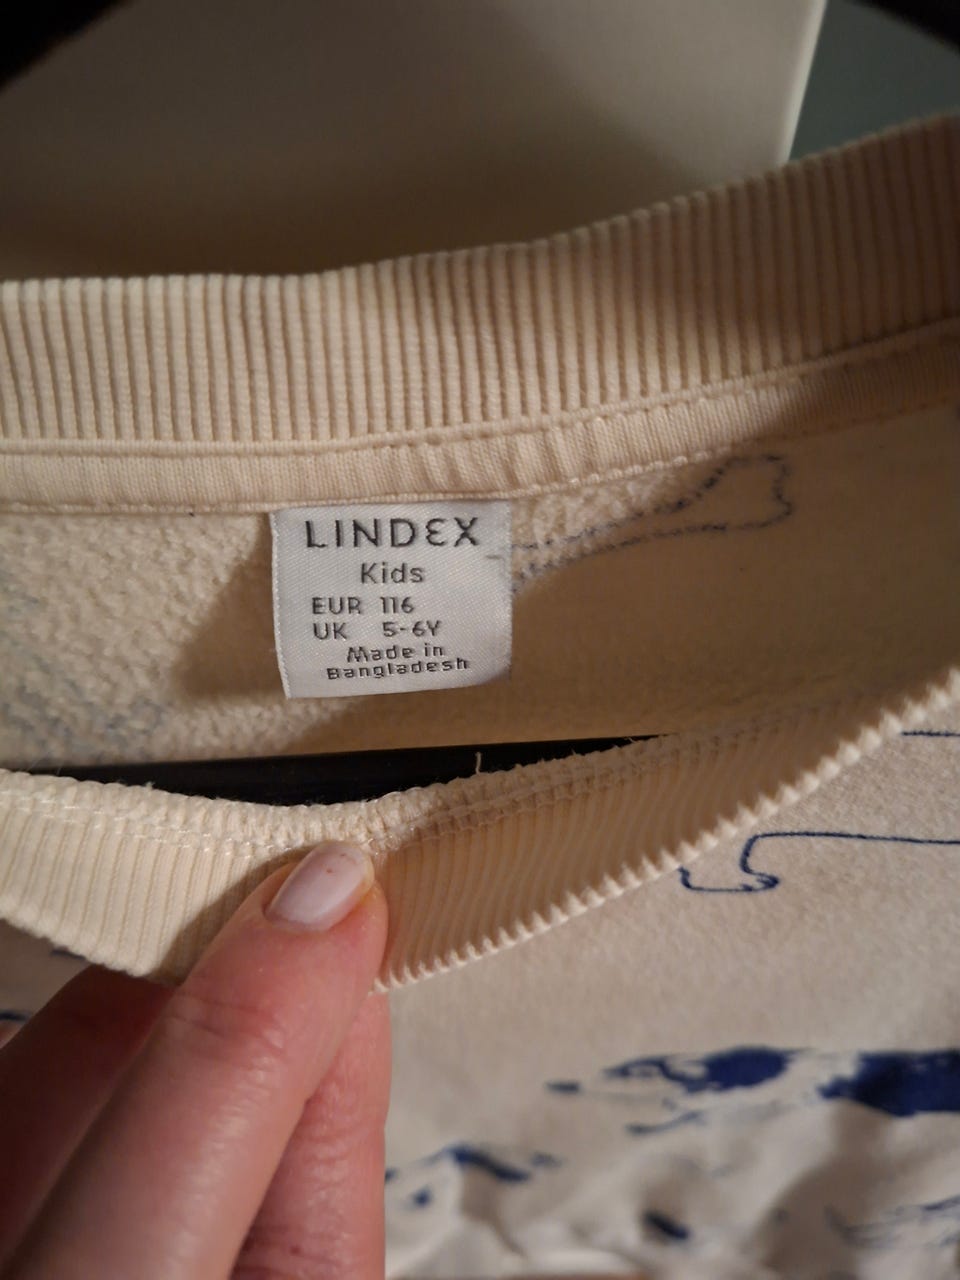 LINDEX
Kids
EUR 116
UK 5-6Y
Made in
Bangladesh